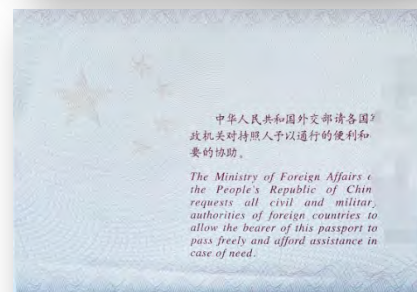 中华人民共和国外交部请各国
政机关对持照人予以通行的便利和
要的协助。
The Ministry of Foreign Affairs
the People's Republic of Chin
requests all civil and militar
authorities of foreign countries to
allow the bearer of this passport to
pass freely and afford assistance in
case of need.